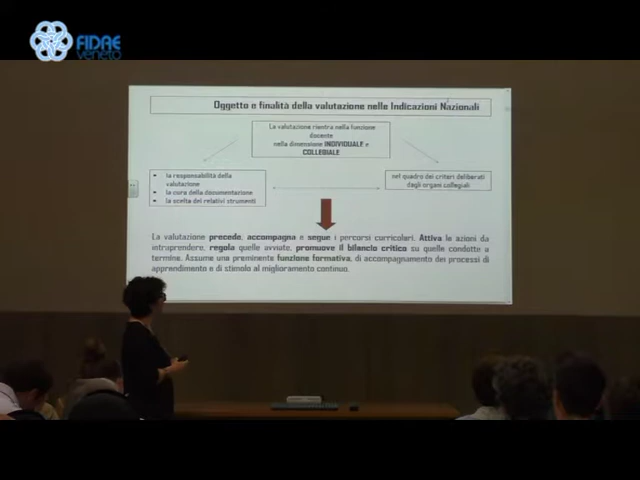 FIDAE
veneto
Oggetto e finalità della valutazione nelle Indicazioni Nazionali
La valutazione rientra nella funzione
docente
nella dimensione INDIVIDUALE e
COLLEGIALE
la responsabilità della
valutazione
la cura della documentazione
la scelta dei relativi strumenti
nel quadro dei criteri deliberati
dagli organi collegiali
La valutazione precede, accompagna e segue i percorsi curricolari. Attiva le azioni da
intraprendere, regola quelle avviate, promuove il bilancio critico su quelle condotte a
termine. Assume una preminente funzione formativa, di accompagnamento dei processi di
apprendimento e di stimolo al miglioramento continuo.